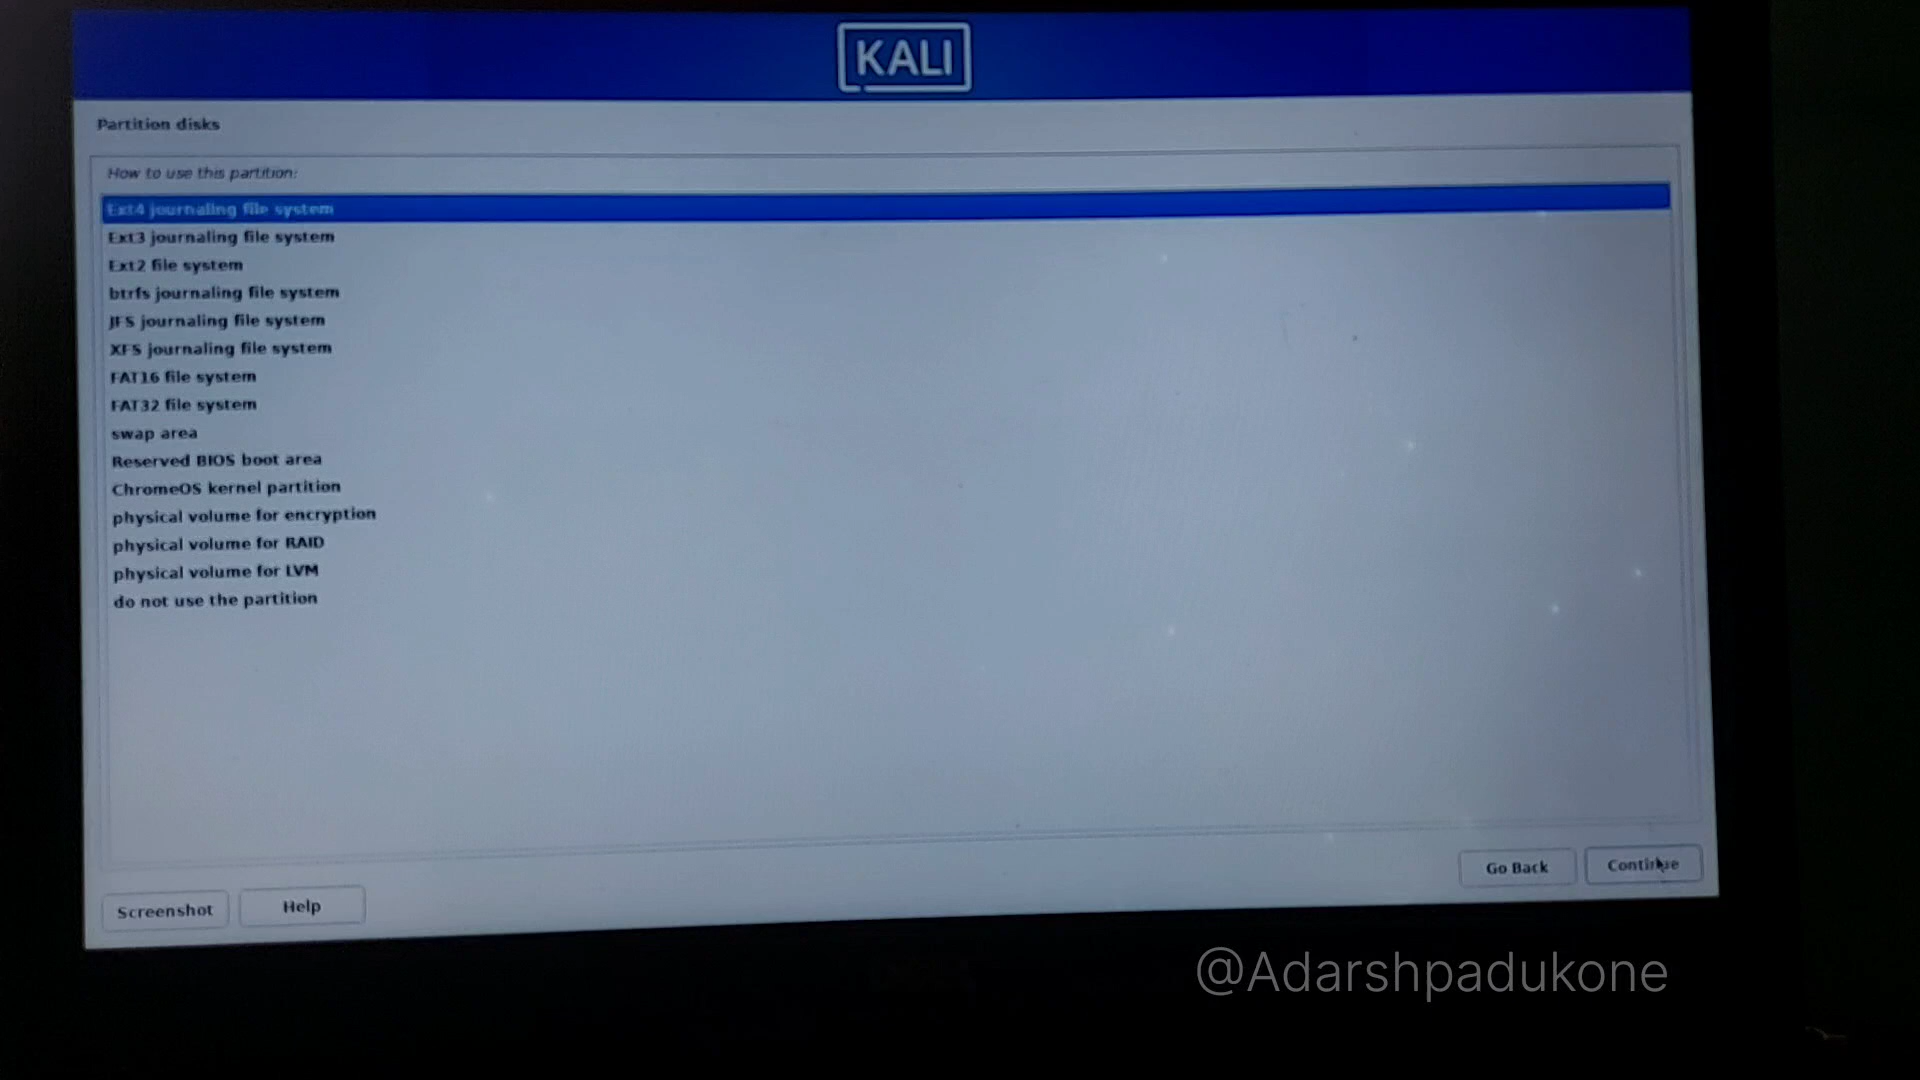 KALI
Partition disks
How to use this partition:
Ext4 journaling file system
Ext3 journaling file system
Ext2 file system
btrfs journaling file system
JFS journaling file system
XFS journaling file system
FAT16 file system
FAT32 file system
swap area
Reserved BIOS boot area
ChromeOS kernel partition
physical volume for encryption
physical volume for RAID
physical volume for LVM
do not use the partition
Go Back
Continue
Screenshot
Help
@Adarshpadukone